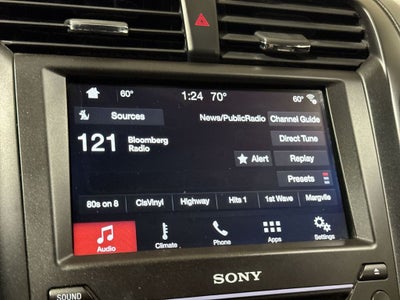 60° 1:24 70° 60°
Sources News/PublicRadio Channel Guide
121 Bloomberg Radio Direct Tune
Alert Replay
Presets
80s on 8 ClsVinyl Highway Hits 1 1st Wave Margvlle
Audio Climate Phone Apps Settings
SONY
SOUND